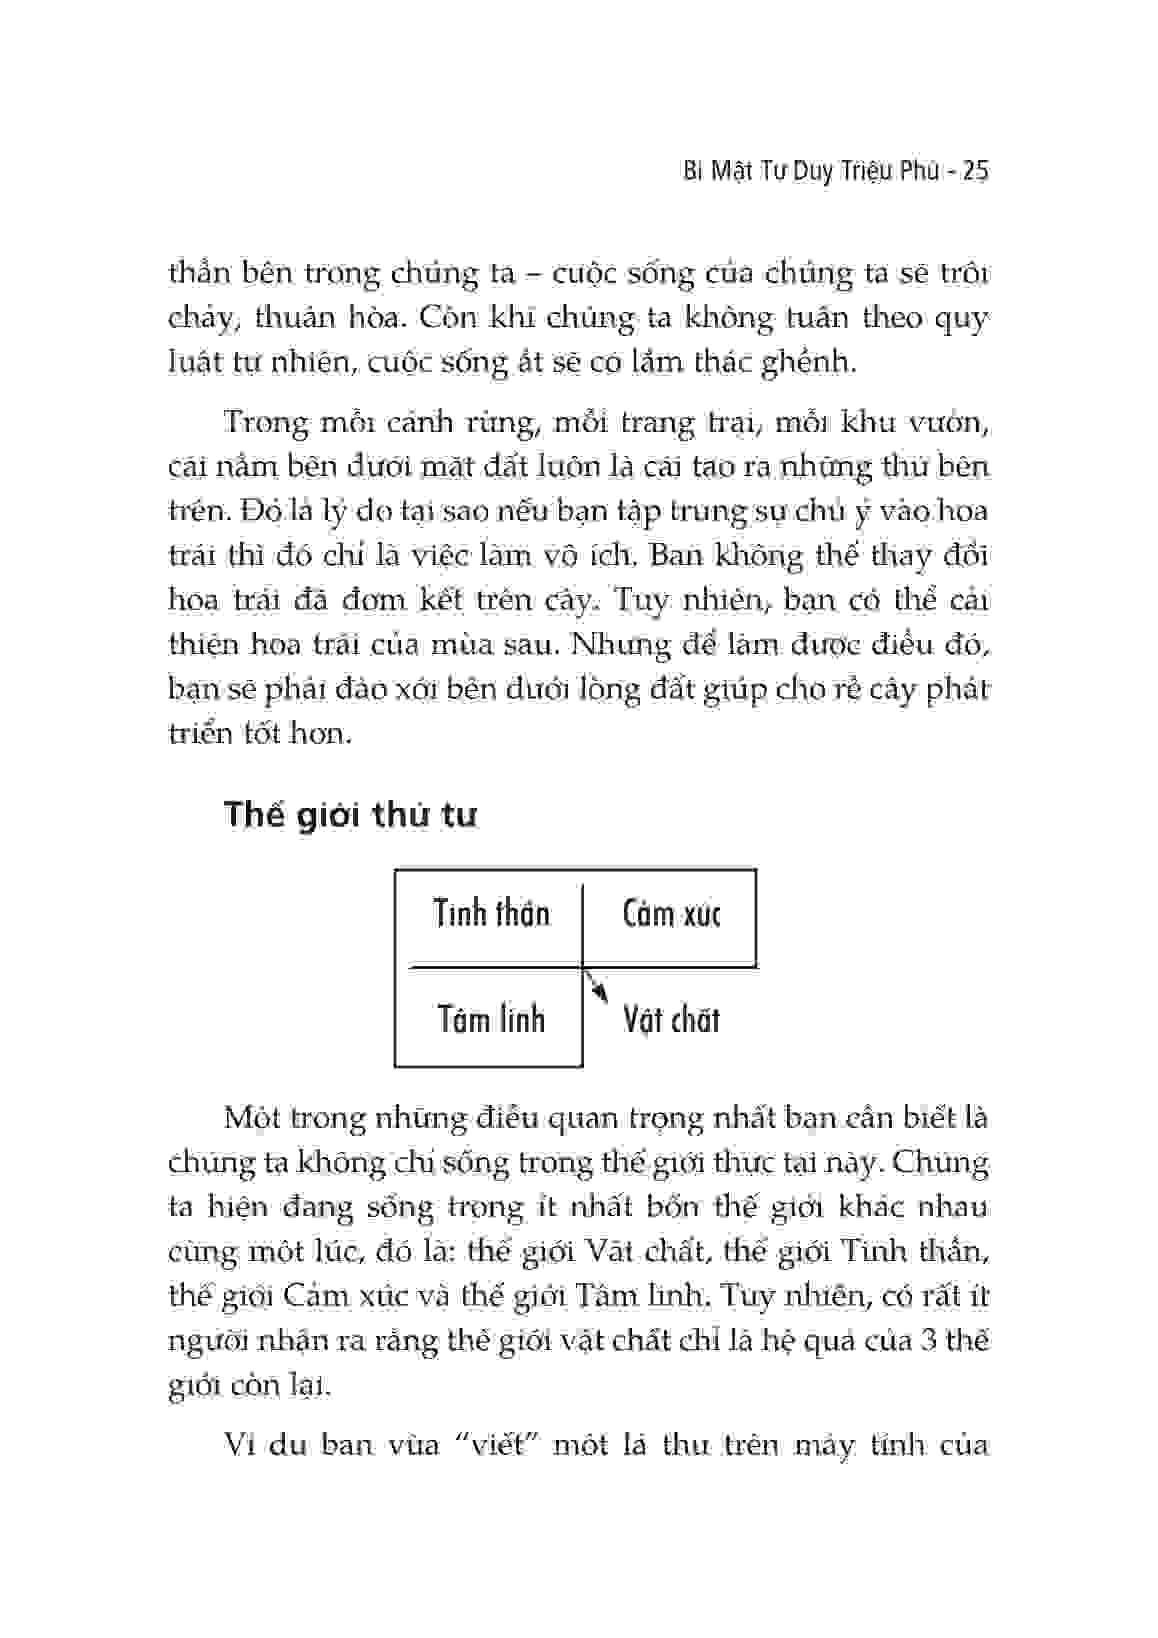 Bí Mật Tư Duy Triệu Phú - 25
thần bên trong chúng ta – cuộc sống của chúng ta sẽ trôi
chảy, thuận hòa. Còn khi chúng ta không tuân theo quy
luật tự nhiên, cuộc sống ắt sẽ có lắm thác ghềnh.
Trong mỗi cánh rừng, mỗi trang trại, mỗi khu vườn,
cái nằm bên dưới mặt đất luôn là cái tạo ra những thứ bên
trên. Đó là lý do tại sao nếu bạn tập trung sự chú ý vào hoa
trái thì đó chỉ là việc làm vô ích. Bạn không thể thay đổi
hoa trái đã đơm kết trên cây. Tuy nhiên, bạn có thể cải
thiện hoa trái của mùa sau. Nhưng để làm được điều đó,
bạn sẽ phải đào xới bên dưới lòng đất giúp cho rễ cây phát
triển tốt hơn.
Thế giới thứ tư
Tinh thần Cảm xúc
Tâm linh Vật chất
Một trong những điều quan trọng nhất bạn cần biết là
chúng ta không chỉ sống trong thế giới thực tại này. Chúng
ta hiện đang sống trong ít nhất bốn thế giới khác nhau
cùng một lúc, đó là: thế giới Vật chất, thế giới Tinh thần,
thế giới Cảm xúc và thế giới Tâm linh. Tuy nhiên, có rất ít
người nhận ra rằng thế giới vật chất chỉ là hệ quả của 3 thế
giới còn lại.
Ví dụ bạn vừa “viết” một lá thư trên máy tính của